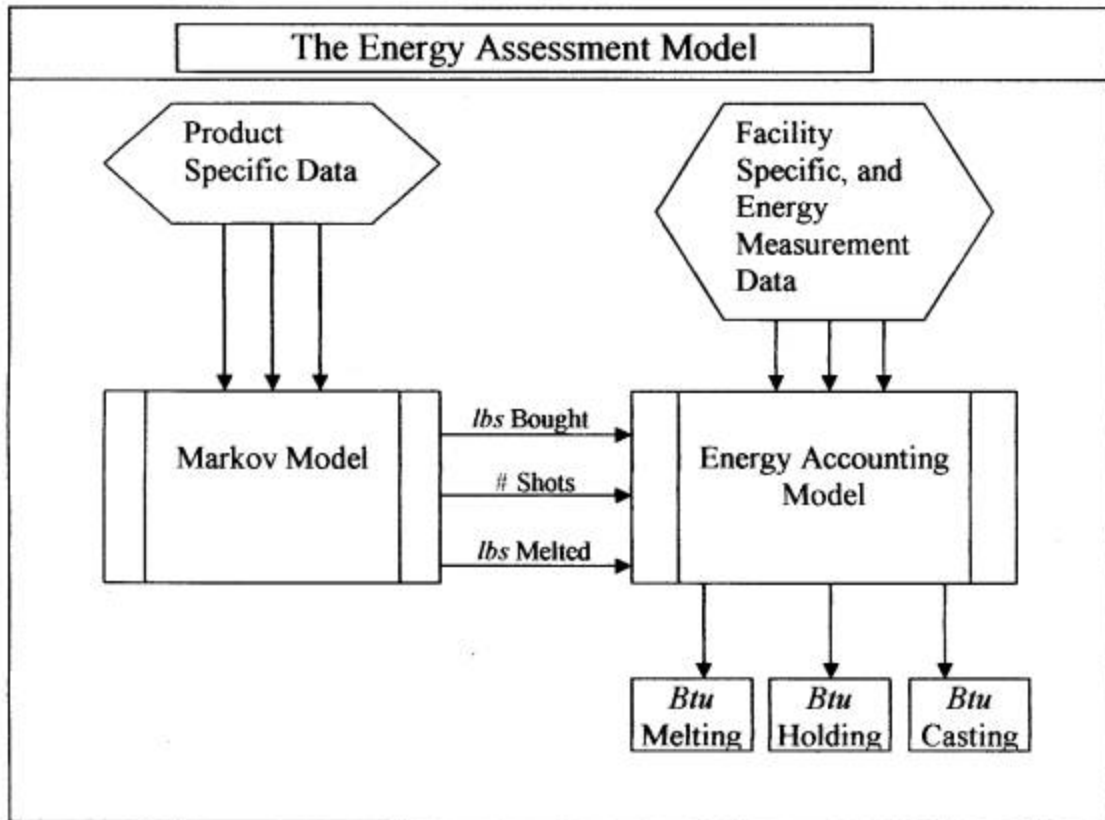 The Energy Assessment Model
Product
Specific Data
Facility
Specific, and
Energy
Measurement
Data
Markov Model
lbs Bought
# Shots
lbs Melted
Energy Accounting
Model
Btu
Melting
Btu
Holding
Btu
Casting